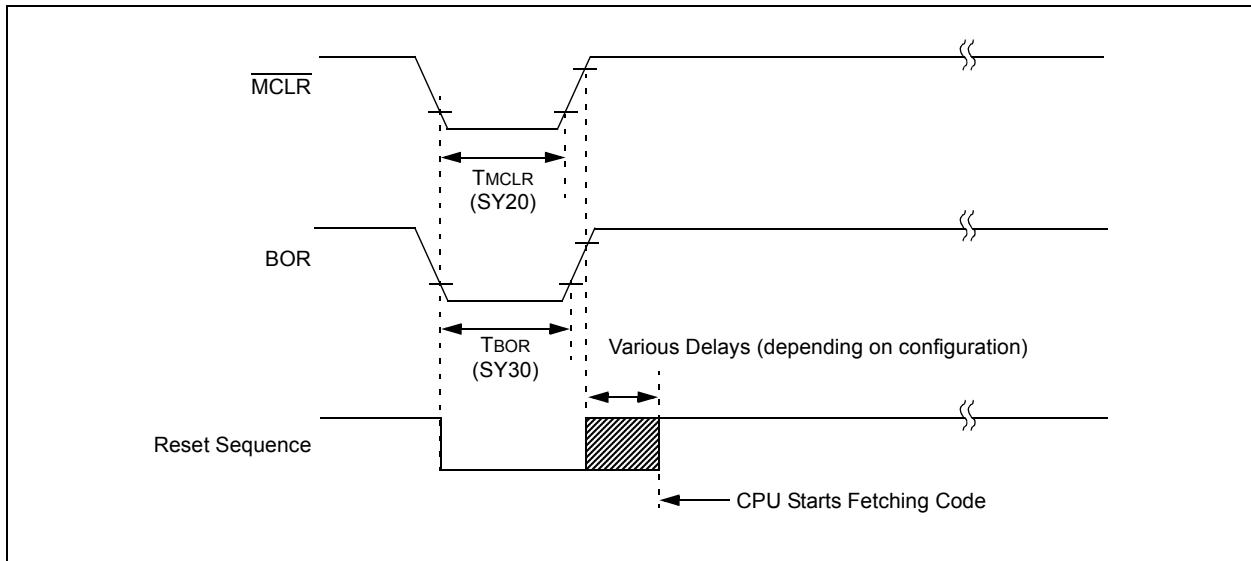 MCLR
TMCLR
(SY20)
BOR
TBOR
(SY30)
Various Delays (depending on configuration)
Reset Sequence
CPU Starts Fetching Code